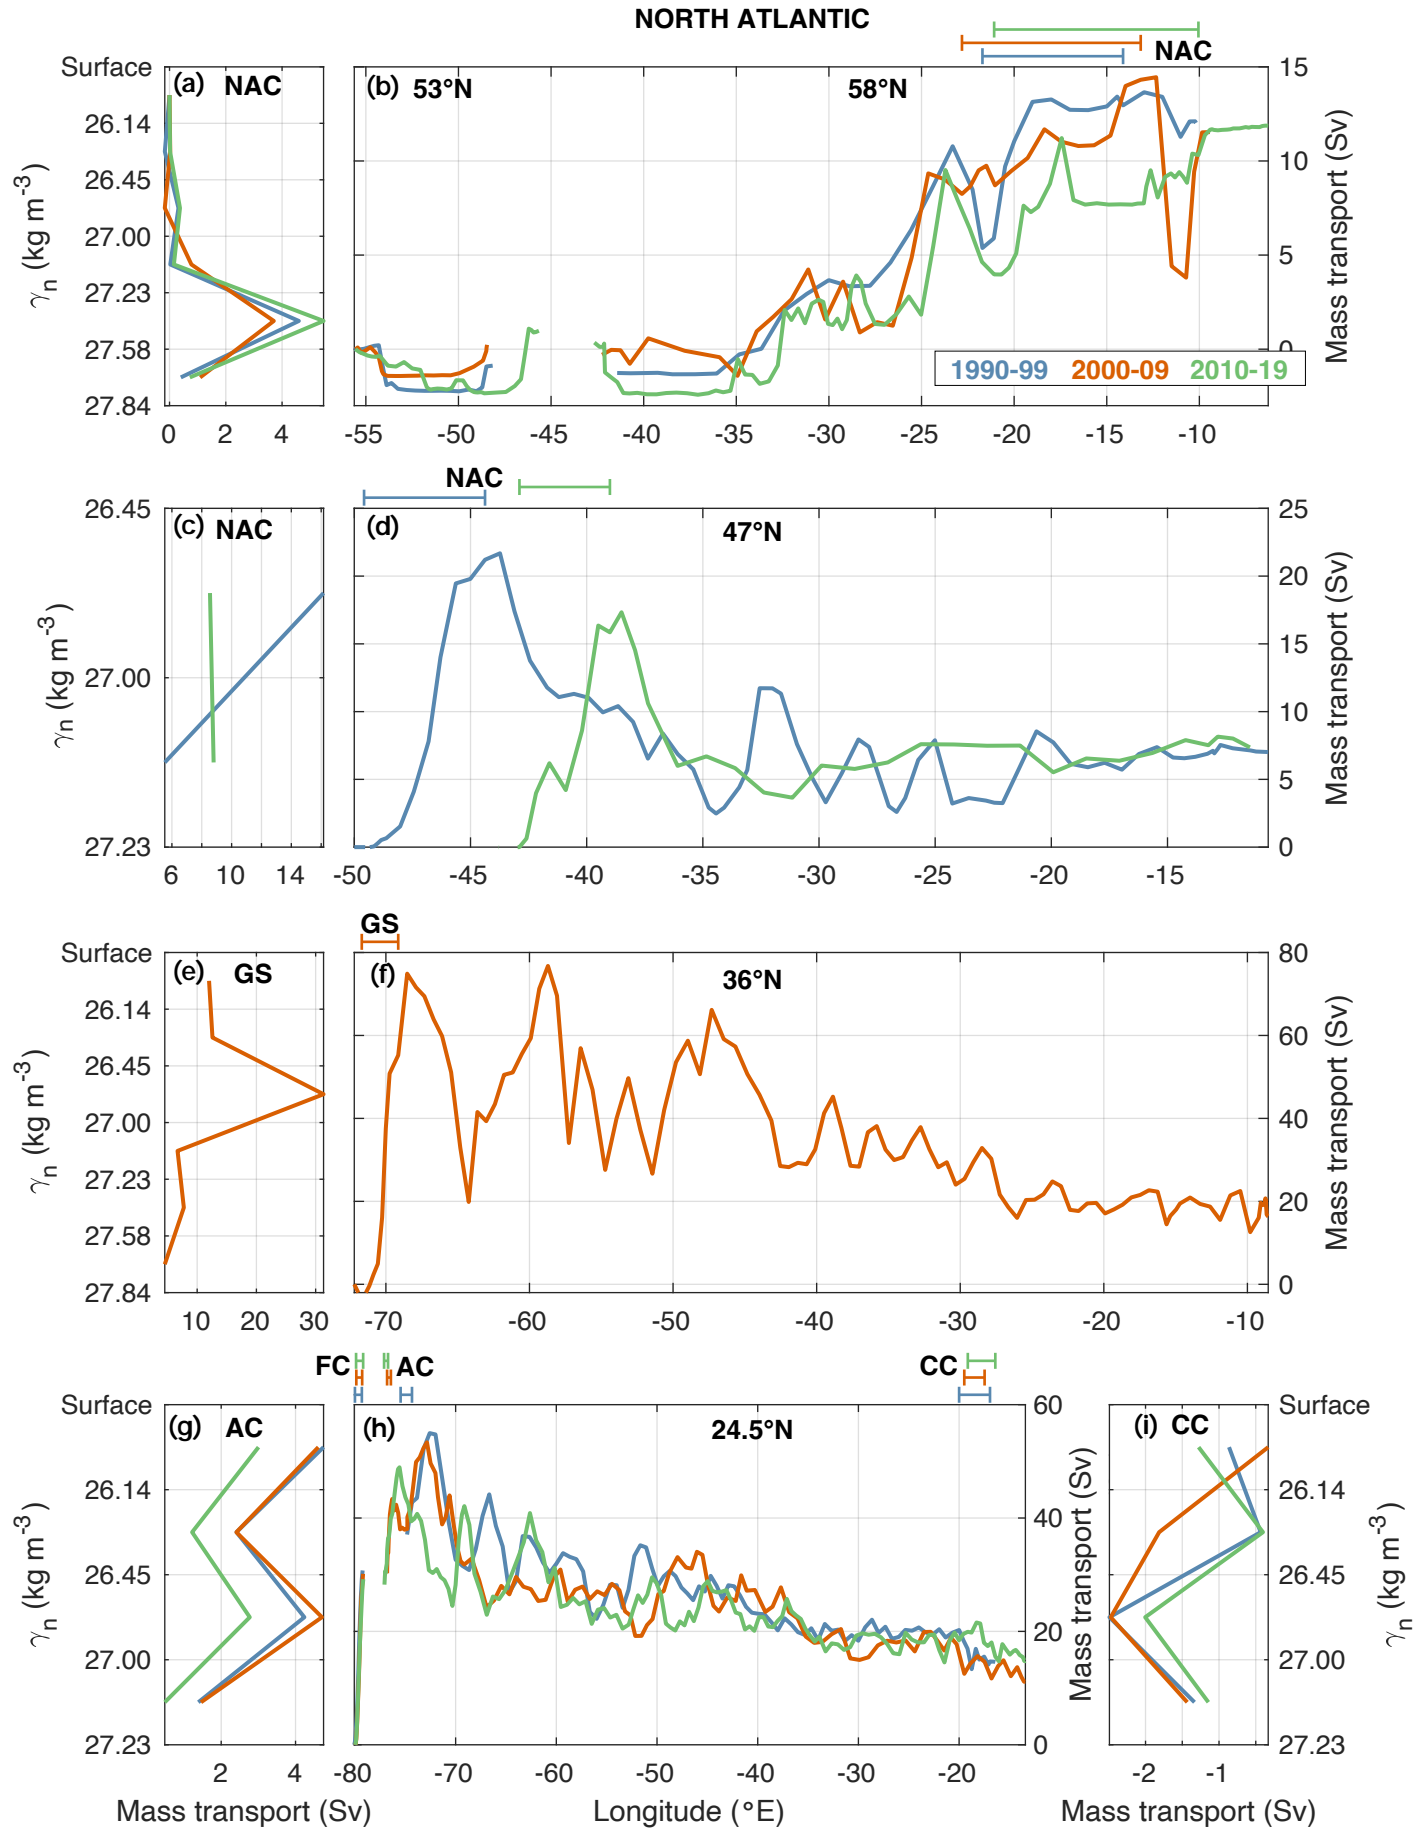 NORTH ATLANTIC
NAC
Surface
26.14
26.45
27.00
27.23
27.58
27.84
γn (kg m-3)
(a) NAC
0 2 4
(b) 53°N 58°N
1990-99 2000-09 2010-19
-55 -50 -45 -40 -35 -30 -25 -20 -15 -10
15
10
5
0
Mass transport (Sv)
NAC
26.45
27.00
27.23
γn (kg m-3)
(c) NAC
6 10 14
(d) 47°N
-50 -45 -40 -35 -30 -25 -20 -15
25
20
15
10
5
0
Mass transport (Sv)
GS
Surface
26.14
26.45
27.00
27.23
27.58
27.84
γn (kg m-3)
(e) GS
10 20 30
(f) 36°N
-70 -60 -50 -40 -30 -20 -10
80
60
40
20
0
Mass transport (Sv)
FC AC CC
Surface
26.14
26.45
27.00
27.23
γn (kg m-3)
(g) AC
2 4
Mass transport (Sv)
(h) 24.5°N
-80 -70 -60 -50 -40 -30 -20
Longitude (°E)
60
40
20
0
Mass transport (Sv)
(i) CC
-2 -1
Mass transport (Sv)
Surface
26.14
26.45
27.00
27.23
γn (kg m-3)